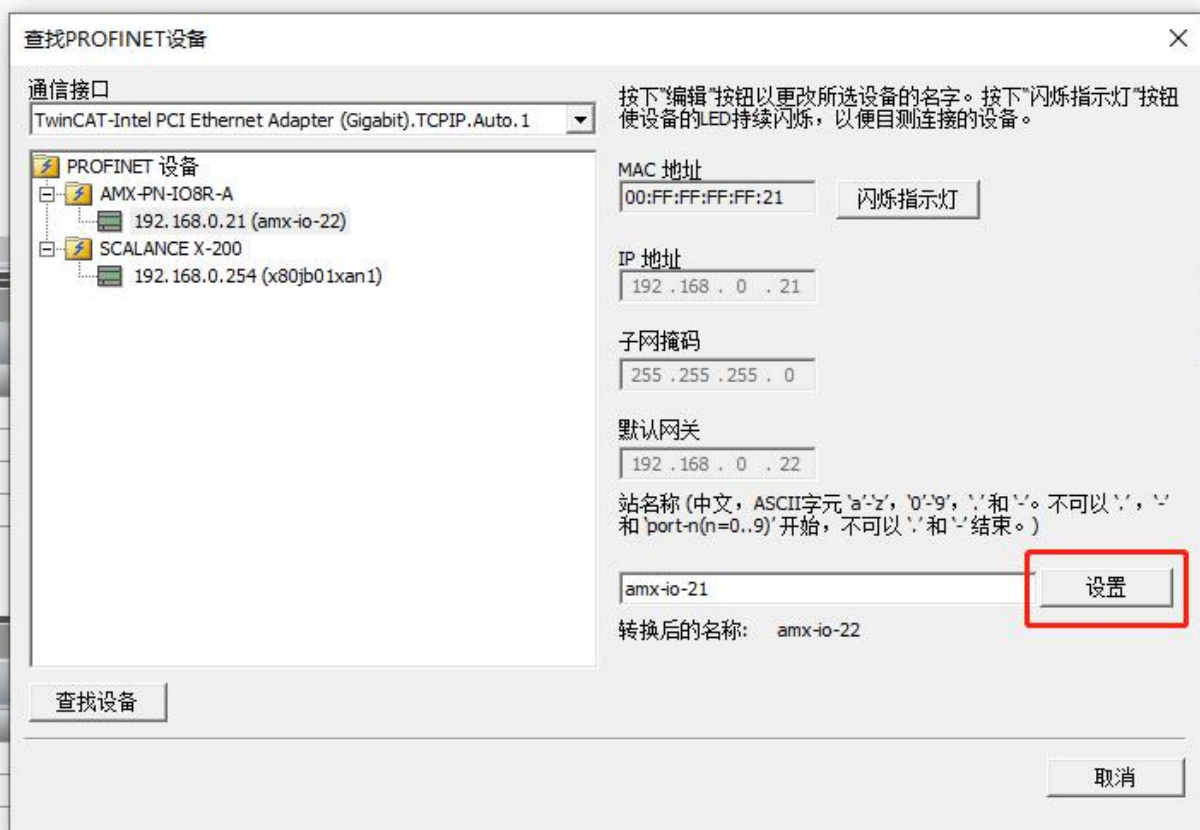 查找PROFINET设备
通信接口
TwinCAT-Intel PCI Ethernet Adapter (Gigabit).TCPIP.Auto.1
PROFINET 设备
AMX-PN-IO8R-A
192.168.0.21 (amx-io-22)
SCALANCE X-200
192.168.0.254 (x80jb01xan1)
查找设备
按下"编辑"按钮以更改所选设备的名字。按下"闪烁指示灯"按钮
使设备的LED持续闪烁，以便目测连接的设备。
MAC 地址
00:FF:FF:FF:FF:21
闪烁指示灯
IP 地址
192 .168 . 0 . 21
子网掩码
255 .255 .255 . 0
默认网关
192 .168 . 0 . 22
站名称 (中文，ASCII字元 'a'-'z'，'0'-'9'，'.' 和 '-'。不可以 '.'，'-'
和 'port-n(n=0..9)' 开始，不可以 '.' 和 '-' 结束。)
amx-io-21
设置
转换后的名称: amx-io-22
取消